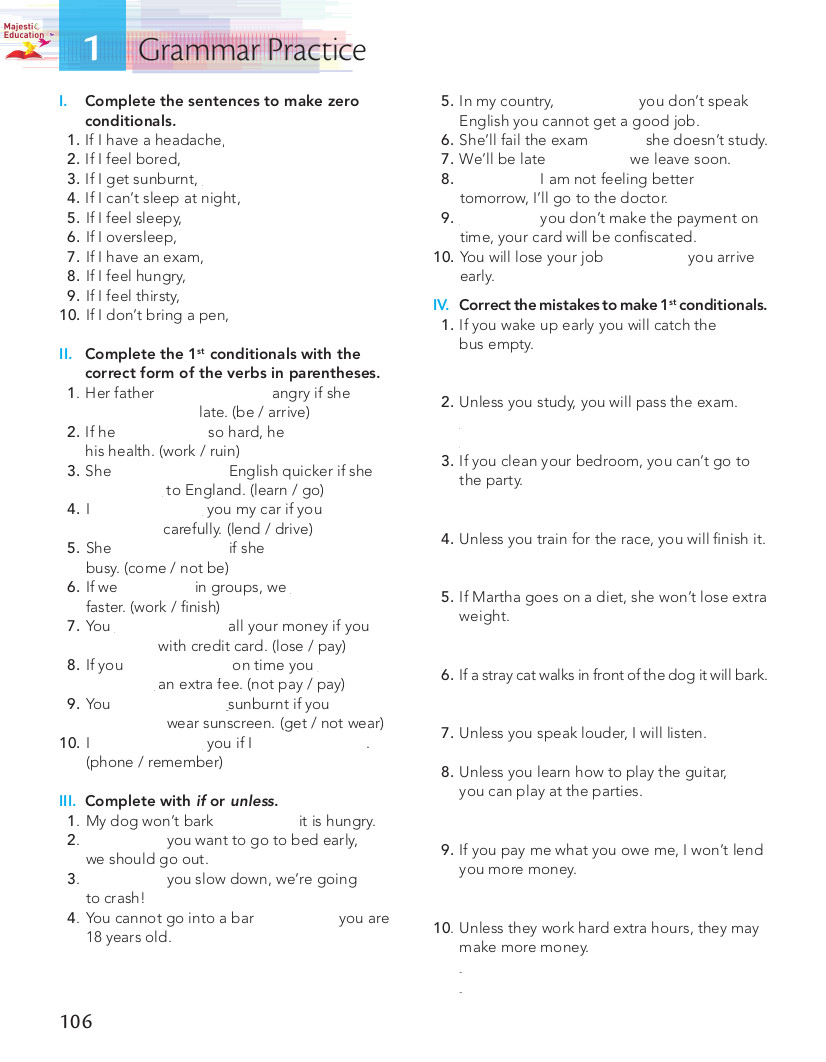 Majestic
Education
1 Grammar Practice
I. Complete the sentences to make zero
conditionals.
1. If I have a headache,
2. If I feel bored,
3. If I get sunburnt,
4. If I can't sleep at night,
5. If I feel sleepy,
6. If I oversleep,
7. If I have an exam,
8. If I feel hungry,
9. If I feel thirsty,
10. If I don't bring a pen,
II. Complete the 1st conditionals with the
correct form of the verbs in parentheses.
1. Her father angry if she
late. (be / arrive)
2. If he so hard, he
his health. (work / ruin)
3. She English quicker if she
to England. (learn / go)
4. I you my car if you
carefully. (lend / drive)
5. She if she
busy. (come / not be)
6. If we in groups, we
faster. (work / finish)
7. You all your money if you
with credit card. (lose / pay)
8. If you on time you
an extra fee. (not pay / pay)
9. You sunburnt if you
wear sunscreen. (get / not wear)
10. I you if I .
(phone / remember)
III. Complete with if or unless.
1. My dog won't bark it is hungry.
2. you want to go to bed early,
we should go out.
3. you slow down, we're going
to crash!
4. You cannot go into a bar you are
18 years old.
5. In my country, you don't speak
English you cannot get a good job.
6. She'll fail the exam she doesn't study.
7. We'll be late we leave soon.
8. I am not feeling better
tomorrow, I'll go to the doctor.
9. you don't make the payment on
time, your card will be confiscated.
10. You will lose your job you arrive
early.
IV. Correct the mistakes to make 1st conditionals.
1. If you wake up early you will catch the
bus empty.
2. Unless you study, you will pass the exam.
3. If you clean your bedroom, you can't go to
the party.
4. Unless you train for the race, you will finish it.
5. If Martha goes on a diet, she won't lose extra
weight.
6. If a stray cat walks in front of the dog it will bark.
7. Unless you speak louder, I will listen.
8. Unless you learn how to play the guitar,
you can play at the parties.
9. If you pay me what you owe me, I won't lend
you more money.
10. Unless they work hard extra hours, they may
make more money.
106